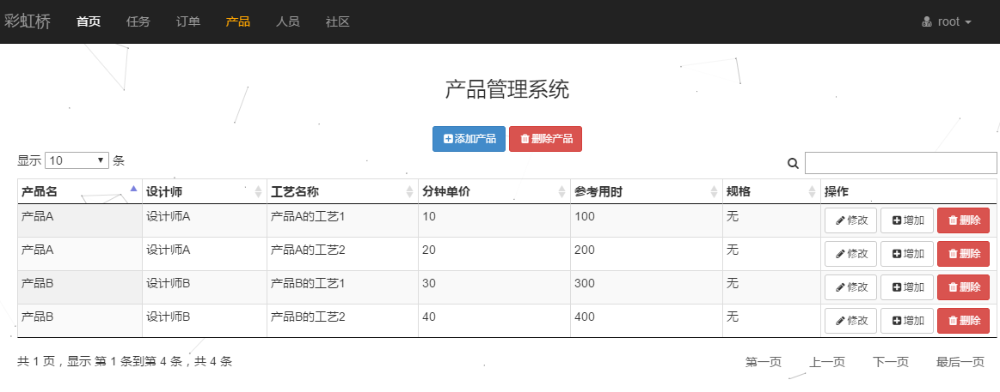 彩虹桥 首页 任务 订单 产品 人员 社区 root
产品管理系统
添加产品 删除产品
显示 10 条
产品名 设计师 工艺名称 分钟单价 参考用时 规格 操作
产品A 设计师A 产品A的工艺1 10 100 无 修改 增加 删除
产品A 设计师A 产品A的工艺2 20 200 无 修改 增加 删除
产品B 设计师B 产品B的工艺1 30 300 无 修改 增加 删除
产品B 设计师B 产品B的工艺2 40 400 无 修改 增加 删除
共 1 页，显示 第 1 条到第 4 条，共 4 条 第一页 上一页 下一页 最后一页